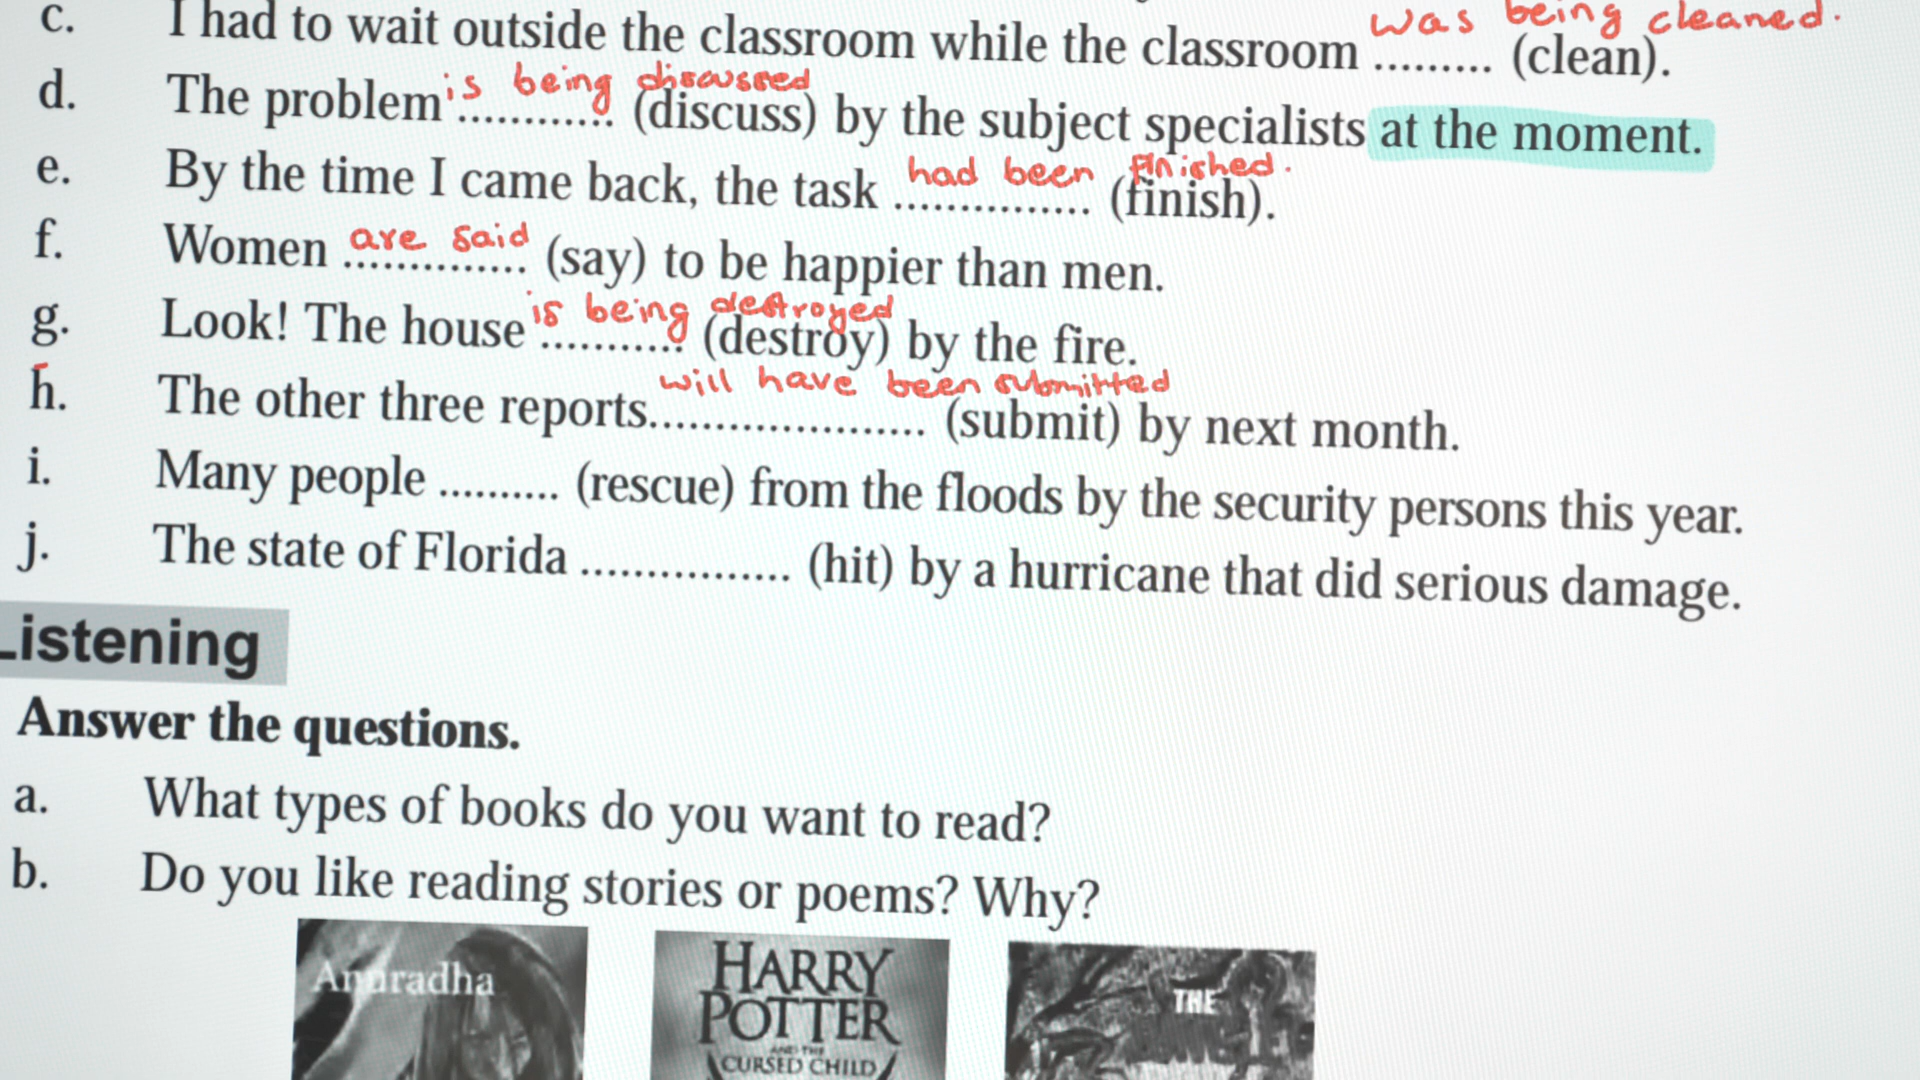 was being cleaned.
c. I had to wait outside the classroom while the classroom ......... (clean).
is being discussed
d. The problem ............ (discuss) by the subject specialists at the moment.
had been finished.
e. By the time I came back, the task ............... (finish).
are said
f. Women .............. (say) to be happier than men.
is being destroyed
g. Look! The house ........... (destroy) by the fire.
will have been submitted
h. The other three reports..................... (submit) by next month.
i. Many people ......... (rescue) from the floods by the security persons this year.
j. The state of Florida ................ (hit) by a hurricane that did serious damage.
Listening
Answer the questions.
a. What types of books do you want to read?
b. Do you like reading stories or poems? Why?
Anuradha
HARRY
POTTER
AND THE
CURSED CHILD
THE